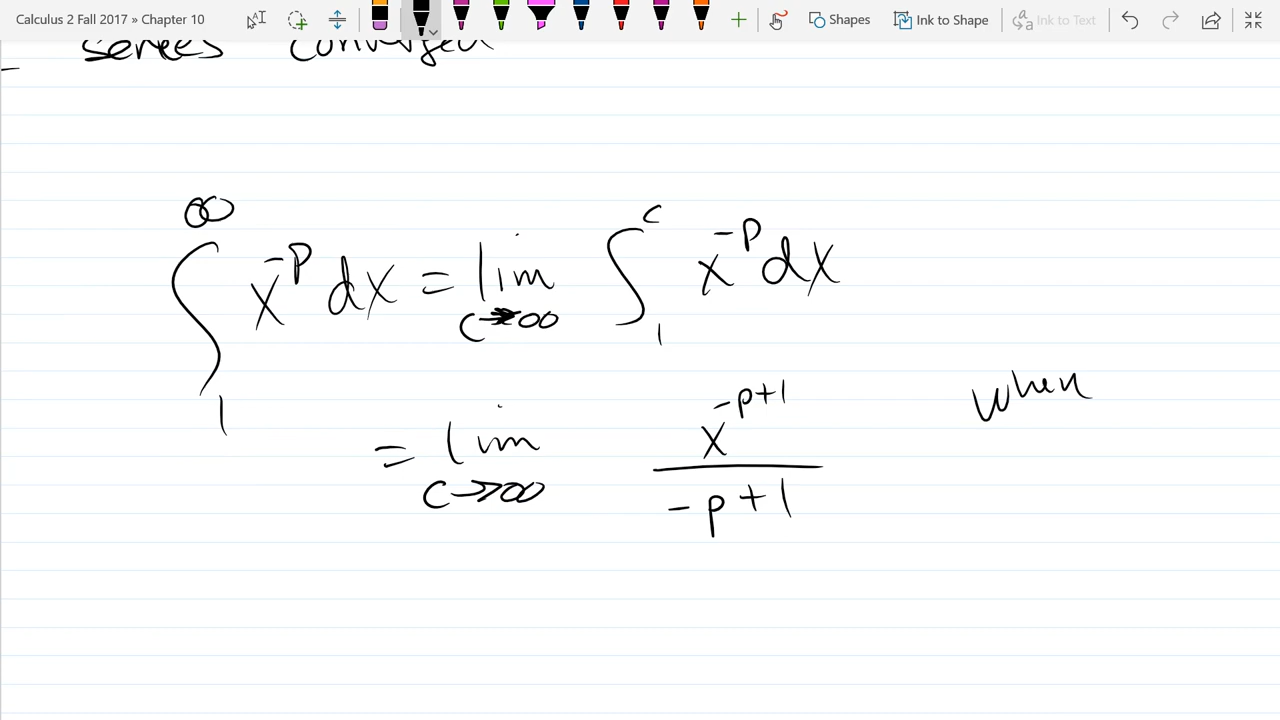 Calculus 2 Fall 2017 » Chapter 10
Shapes
Ink to Shape
Ink to Text
series converged
∞
∫ x^-p dx = lim ∫ x^-p dx
1 c→∞ 1 c
= lim x^-p+1 when
c→∞ -p+1